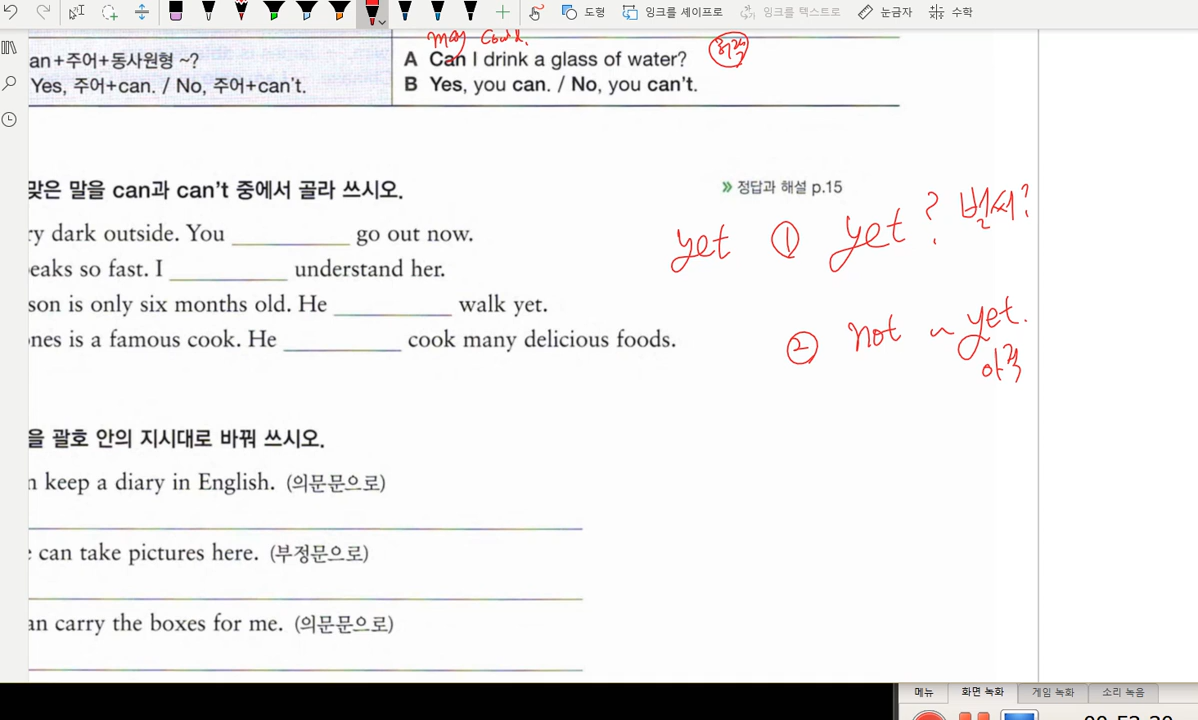 도형 잉크를 셰이프로 잉크를 텍스트로 눈금자 수학
may could.
an+주어+동사원형 ~?
A Can I drink a glass of water? 허락
Yes, 주어+can. / No, 주어+can't.
B Yes, you can. / No, you can't.
맞은 말을 can과 can't 중에서 골라 쓰시오.
» 정답과 해설 p.15
ry dark outside. You ________ go out now.
yet ① yet? 벌써?
eaks so fast. I ________ understand her.
son is only six months old. He ________ walk yet.
② not ~ yet.
아직
nes is a famous cook. He ________ cook many delicious foods.
을 괄호 안의 지시대로 바꿔 쓰시오.
n keep a diary in English. (의문문으로)
e can take pictures here. (부정문으로)
an carry the boxes for me. (의문문으로)
메뉴 화면 녹화 게임 녹화 소리 녹음